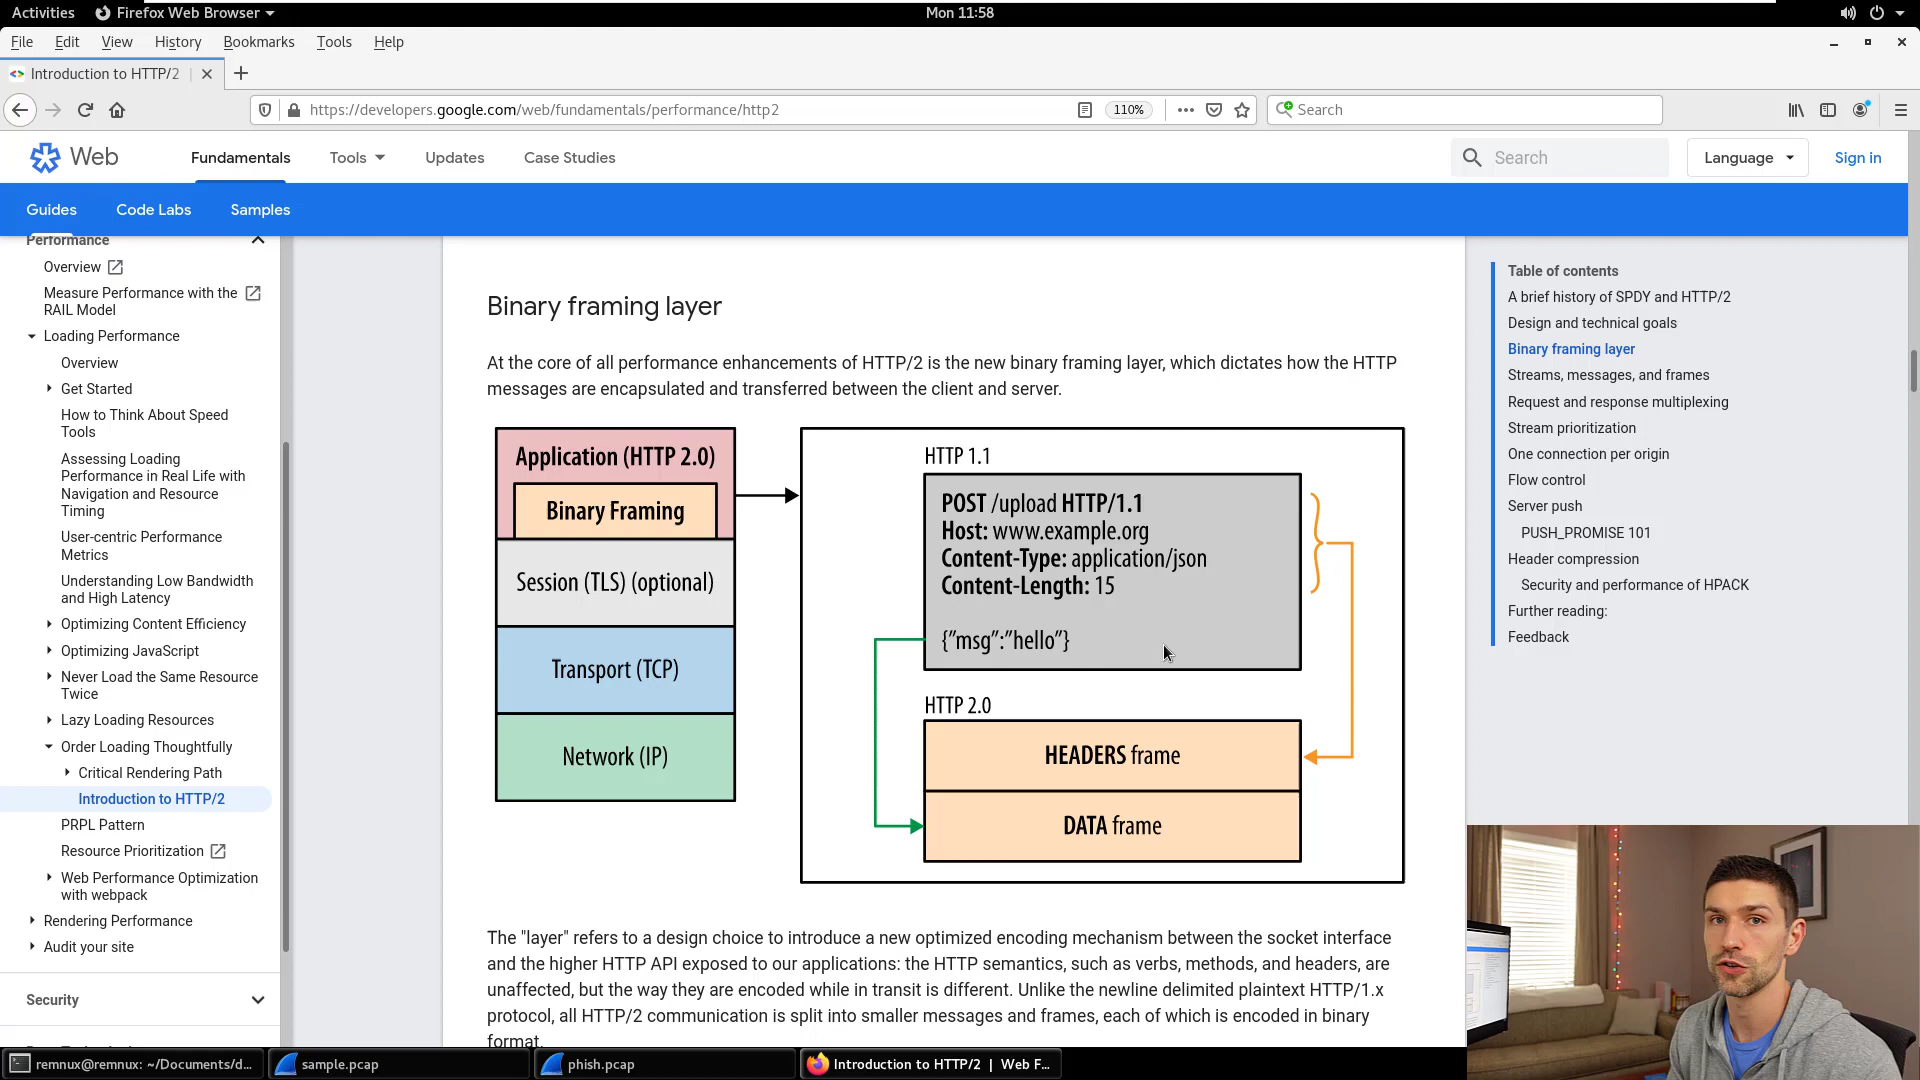 Activities Firefox Web Browser Mon 11:58
File Edit View History Bookmarks Tools Help
Introduction to HTTP/2
https://developers.google.com/web/fundamentals/performance/http2 110% Search
Web Fundamentals Tools Updates Case Studies Search Language Sign in
Guides Code Labs Samples
Performance
Overview
Measure Performance with the
RAIL Model
Loading Performance
Overview
Get Started
How to Think About Speed
Tools
Assessing Loading
Performance in Real Life with
Navigation and Resource
Timing
User-centric Performance
Metrics
Understanding Low Bandwidth
and High Latency
Optimizing Content Efficiency
Optimizing JavaScript
Never Load the Same Resource
Twice
Lazy Loading Resources
Order Loading Thoughtfully
Critical Rendering Path
Introduction to HTTP/2
PRPL Pattern
Resource Prioritization
Web Performance Optimization
with webpack
Rendering Performance
Audit your site
Security
Binary framing layer
At the core of all performance enhancements of HTTP/2 is the new binary framing layer, which dictates how the HTTP
messages are encapsulated and transferred between the client and server.
Application (HTTP 2.0)
Binary Framing
Session (TLS) (optional)
Transport (TCP)
Network (IP)
HTTP 1.1
POST /upload HTTP/1.1
Host: www.example.org
Content-Type: application/json
Content-Length: 15
{"msg":"hello"}
HTTP 2.0
HEADERS frame
DATA frame
The "layer" refers to a design choice to introduce a new optimized encoding mechanism between the socket interface
and the higher HTTP API exposed to our applications: the HTTP semantics, such as verbs, methods, and headers, are
unaffected, but the way they are encoded while in transit is different. Unlike the newline delimited plaintext HTTP/1.x
protocol, all HTTP/2 communication is split into smaller messages and frames, each of which is encoded in binary
format.
Table of contents
A brief history of SPDY and HTTP/2
Design and technical goals
Binary framing layer
Streams, messages, and frames
Request and response multiplexing
Stream prioritization
One connection per origin
Flow control
Server push
PUSH_PROMISE 101
Header compression
Security and performance of HPACK
Further reading:
Feedback
remnux@remnux: ~/Documents/d... sample.pcap phish.pcap Introduction to HTTP/2 | Web F...